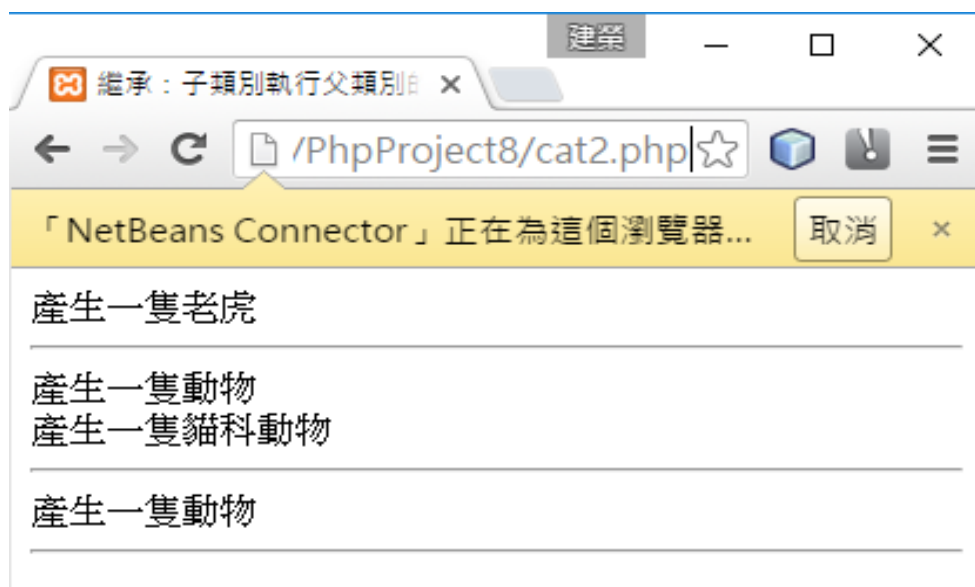 建榮
繼承：子類別執行父類別
/PhpProject8/cat2.php
「NetBeans Connector」正在為這個瀏覽器... 取消
產生一隻老虎
產生一隻動物
產生一隻貓科動物
產生一隻動物